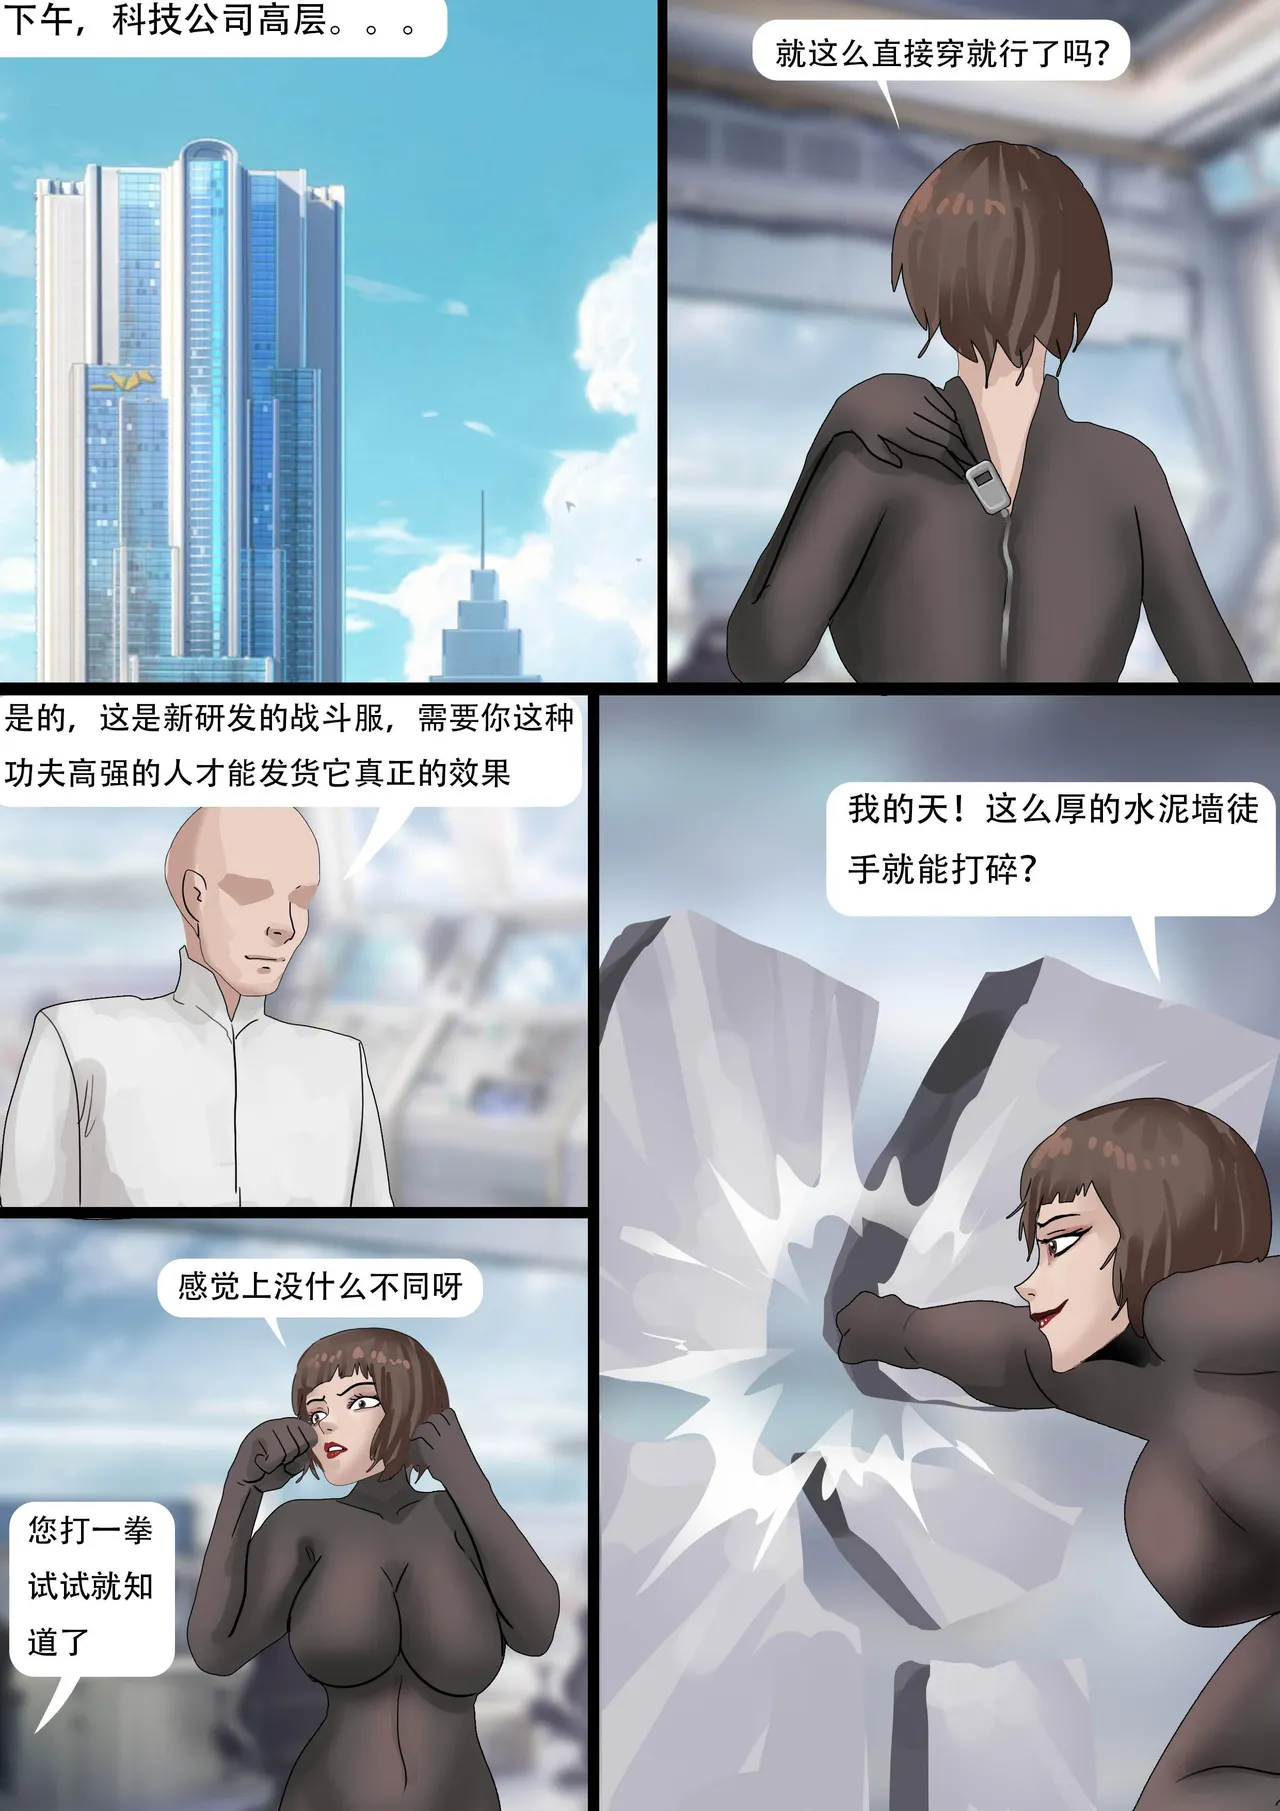 下午，科技公司高层。。。
就这么直接穿就行了吗?
是的，这是新研发的战斗服，需要你这种
功夫高强的人才能发货它真正的效果
我的天！这么厚的水泥墙徒
手就能打碎?
感觉上没什么不同呀
您打一拳
试试就知
道了